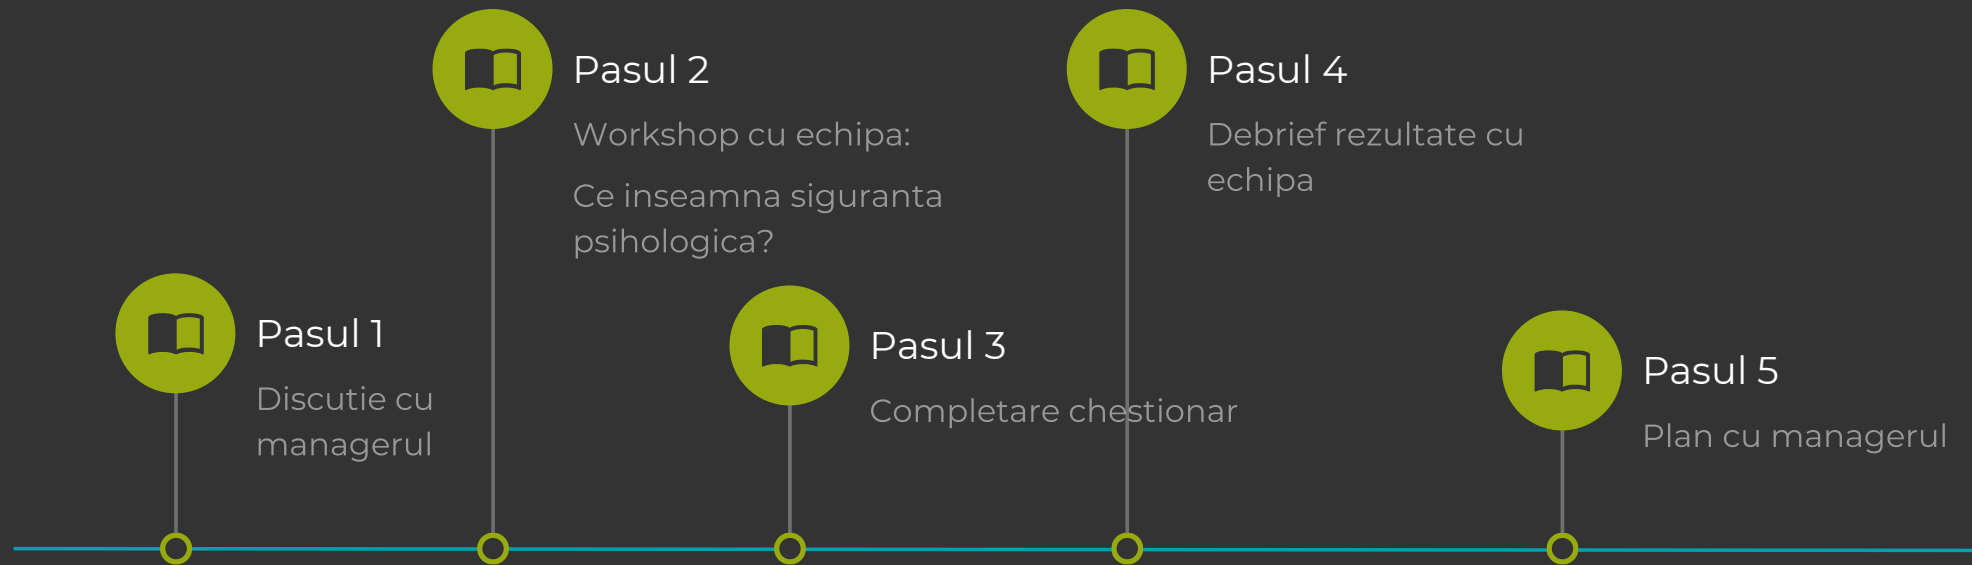 Pasul 1
Discutie cu
managerul
Pasul 2
Workshop cu echipa:
Ce inseamna siguranta
psihologica?
Pasul 3
Completare chestionar
Pasul 4
Debrief rezultate cu
echipa
Pasul 5
Plan cu managerul